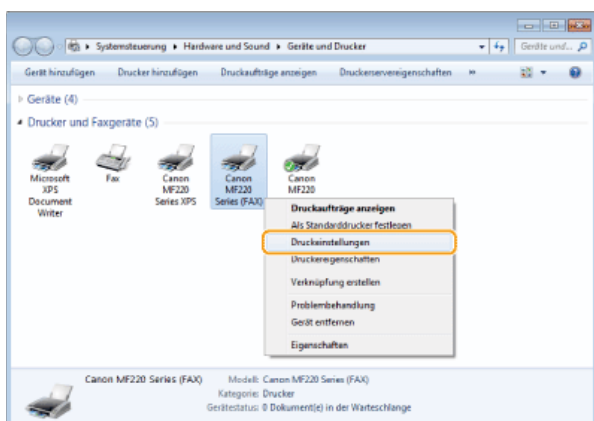 Systemsteuerung ▸ Hardware und Sound ▸ Geräte und Drucker
Geräte und...
Gerät hinzufügen Drucker hinzufügen Druckaufträge anzeigen Druckerservereigenschaften »
Geräte (4)
Drucker und Faxgeräte (5)
Microsoft XPS Document Writer
Fax
Canon MF220 Series XPS
Canon MF220 Series (FAX)
Canon MF220
Druckaufträge anzeigen
Als Standarddrucker festlegen
Druckeinstellungen
Druckereigenschaften
Verknüpfung erstellen
Problembehandlung
Gerät entfernen
Eigenschaften
Canon MF220 Series (FAX) Modell: Canon MF220 Series (FAX)
Kategorie: Drucker
Gerätestatus: 0 Dokument(e) in der Warteschlange